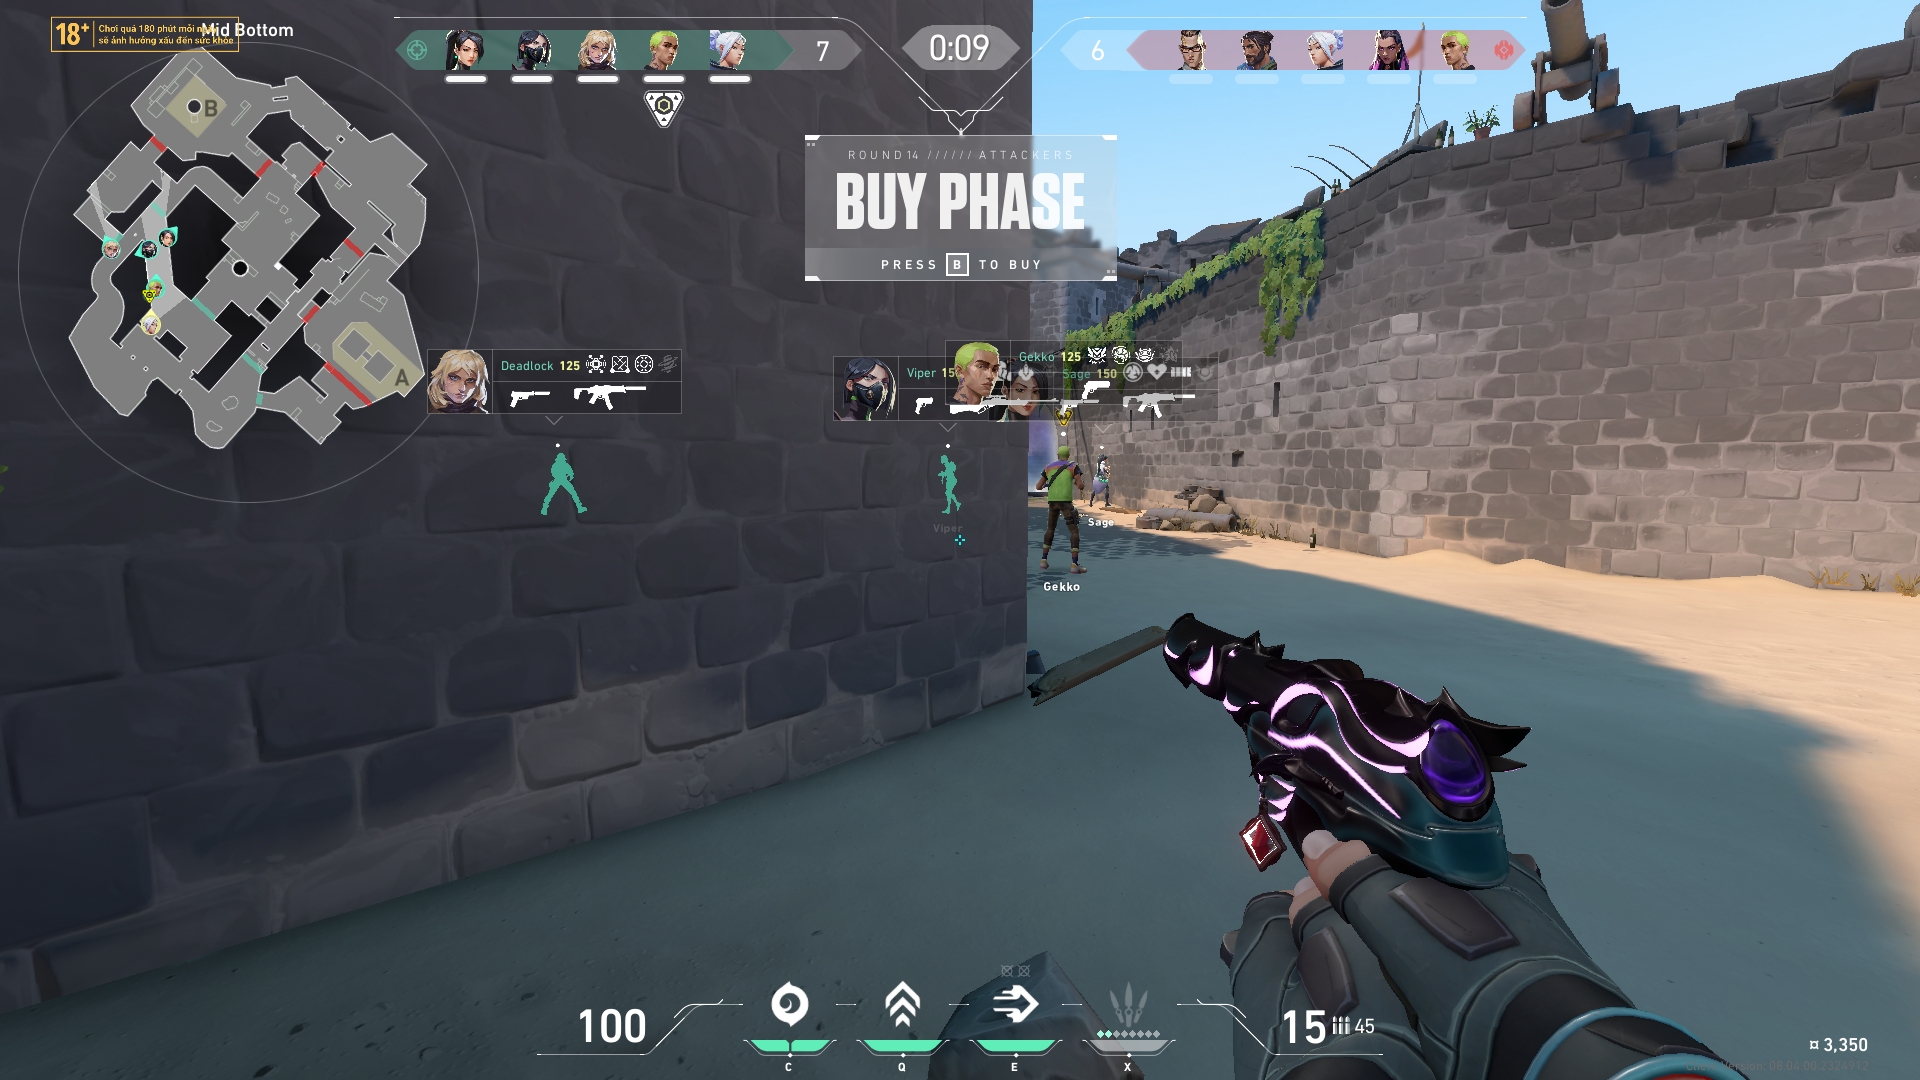 18+
Chơi quá 180 phút mỗi
sẽ ảnh hưởng xấu đến sức khỏe
Mid Bottom
7
0:09
6
ROUND 14 ////// ATTACKERS
BUY PHASE
PRESS B TO BUY
B
A
Deadlock 125
Viper 15
Gekko 125
Sage 150
Viper
Sage
Gekko
100
15
45
C
Q
E
X
¤ 3,350